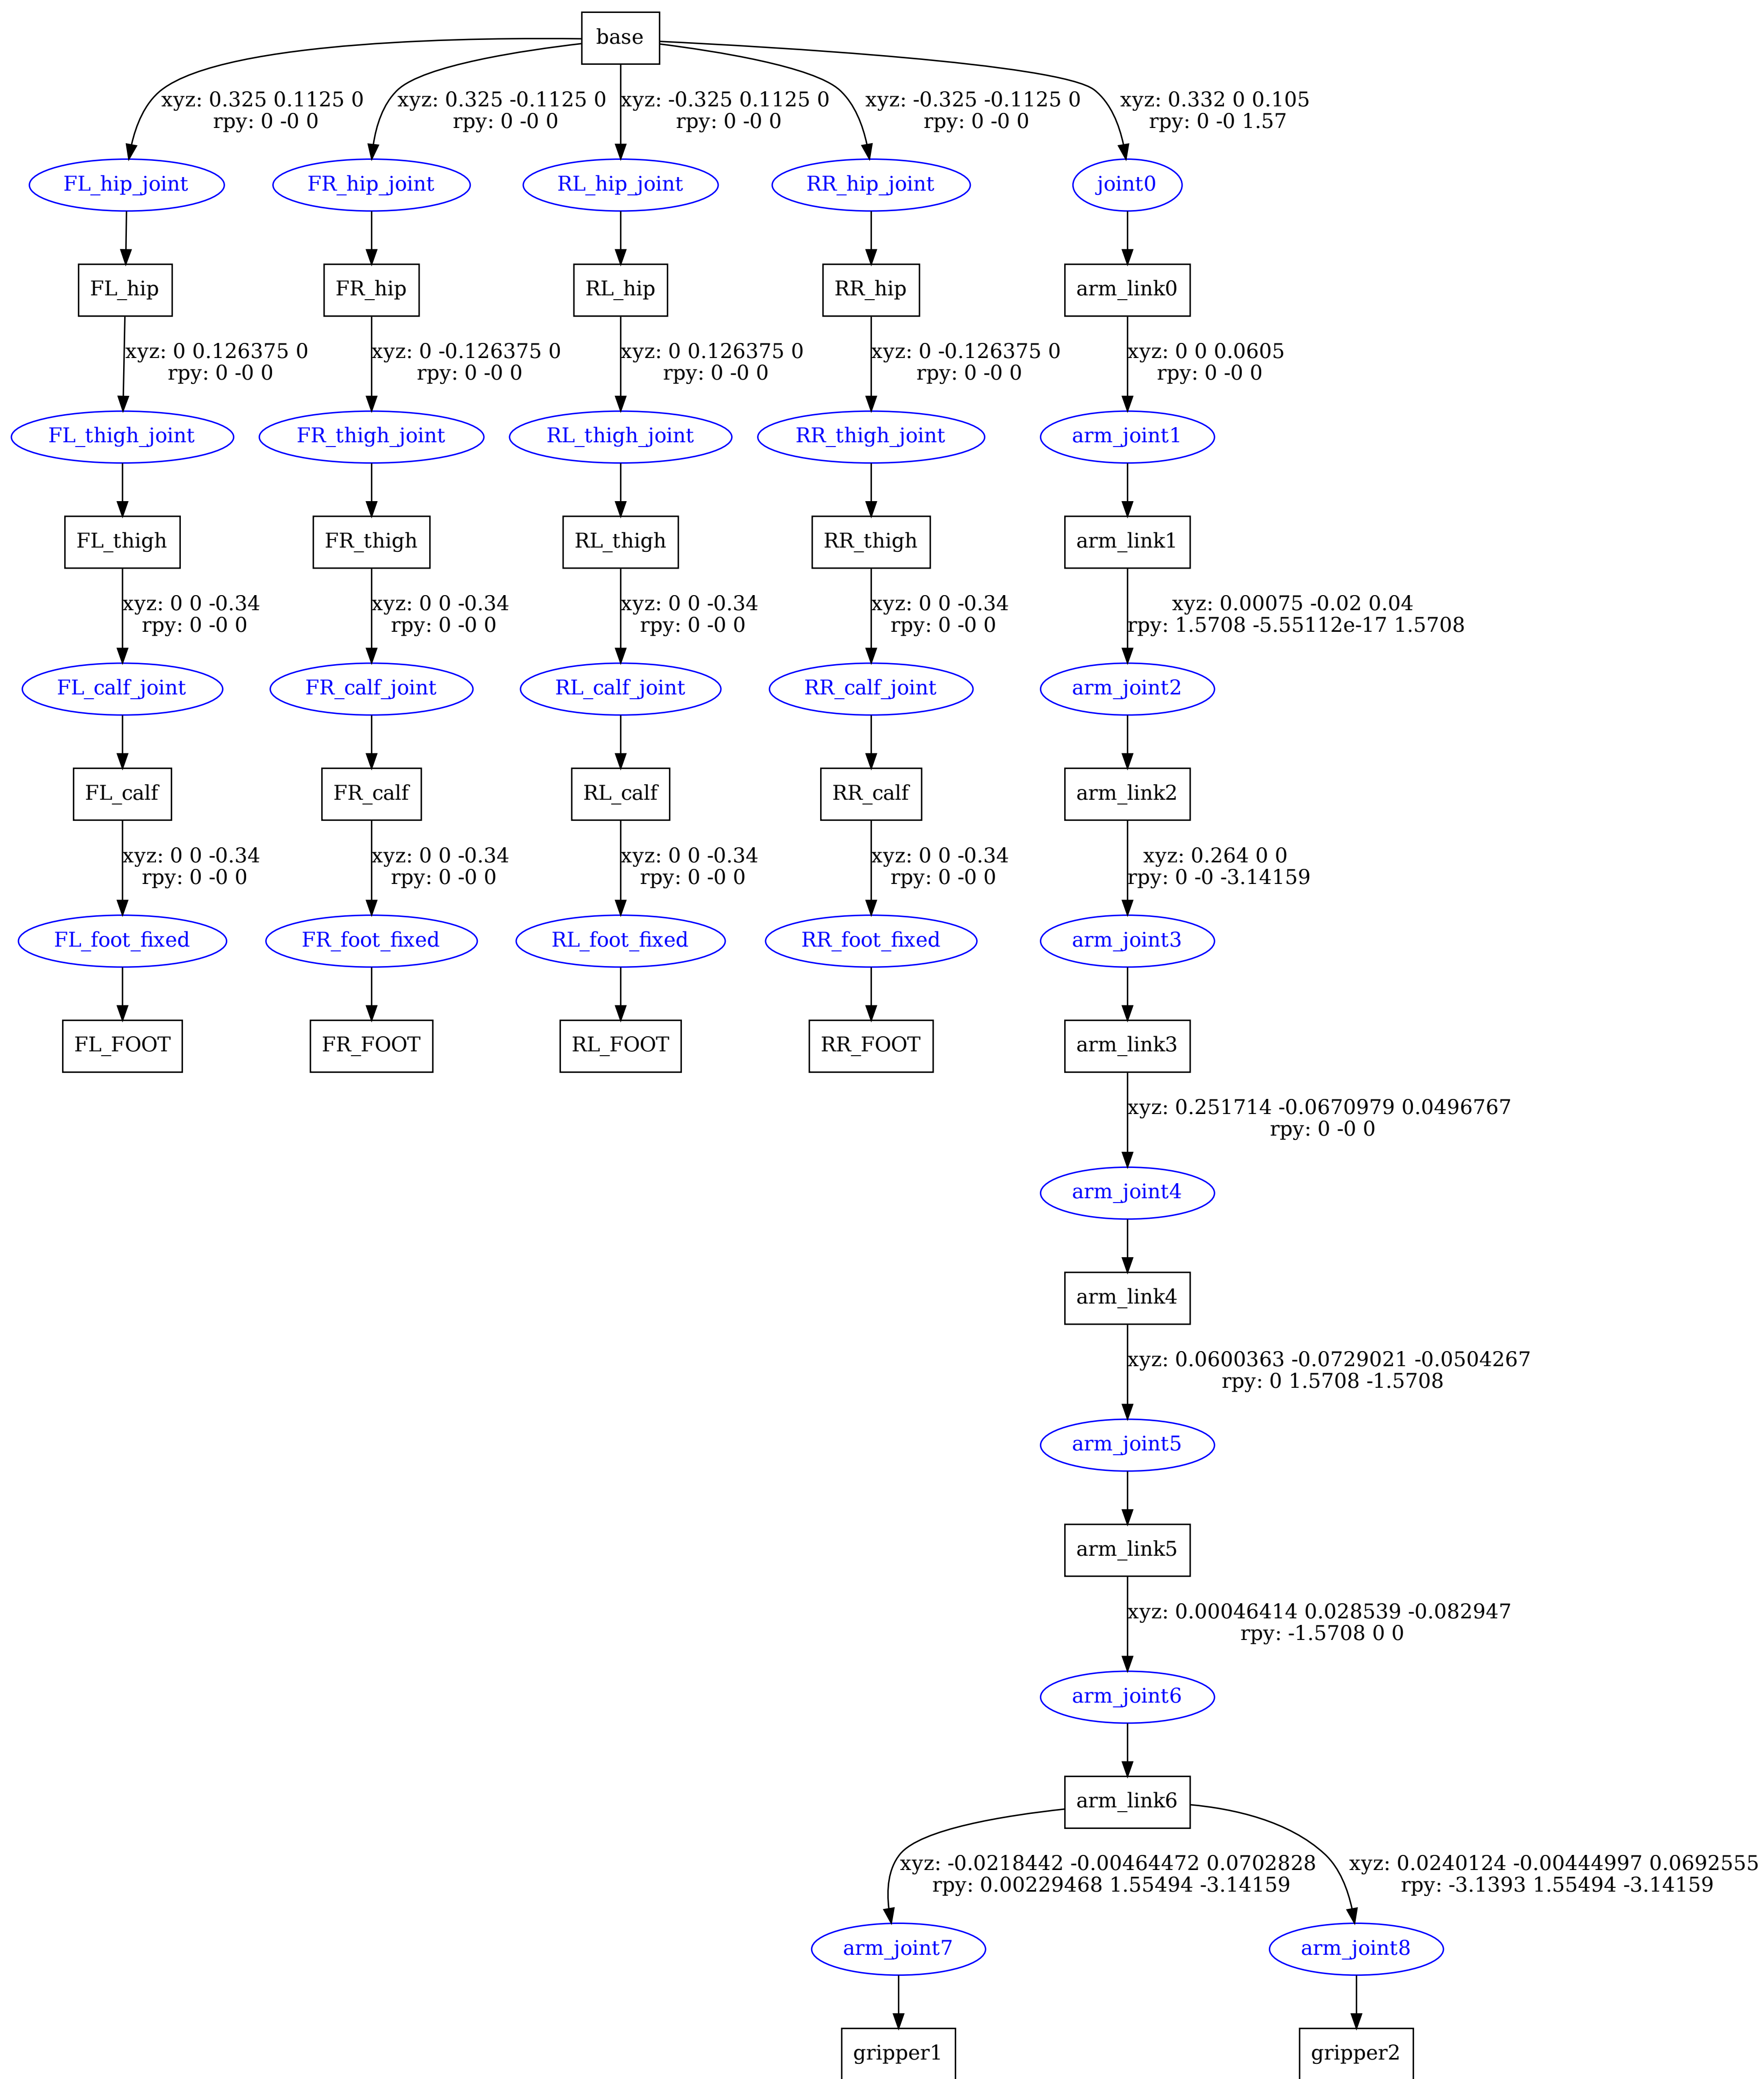 base
xyz: 0.325 0.1125 0
rpy: 0 -0 0
xyz: 0.325 -0.1125 0
rpy: 0 -0 0
xyz: -0.325 0.1125 0
rpy: 0 -0 0
xyz: -0.325 -0.1125 0
rpy: 0 -0 0
xyz: 0.332 0 0.105
rpy: 0 -0 1.57
FL_hip_joint
FR_hip_joint
RL_hip_joint
RR_hip_joint
joint0
FL_hip
FR_hip
RL_hip
RR_hip
arm_link0
xyz: 0 0.126375 0
rpy: 0 -0 0
xyz: 0 -0.126375 0
rpy: 0 -0 0
xyz: 0 0.126375 0
rpy: 0 -0 0
xyz: 0 -0.126375 0
rpy: 0 -0 0
xyz: 0 0 0.0605
rpy: 0 -0 0
FL_thigh_joint
FR_thigh_joint
RL_thigh_joint
RR_thigh_joint
arm_joint1
FL_thigh
FR_thigh
RL_thigh
RR_thigh
arm_link1
xyz: 0 0 -0.34
rpy: 0 -0 0
xyz: 0 0 -0.34
rpy: 0 -0 0
xyz: 0 0 -0.34
rpy: 0 -0 0
xyz: 0 0 -0.34
rpy: 0 -0 0
xyz: 0.00075 -0.02 0.04
rpy: 1.5708 -5.55112e-17 1.5708
FL_calf_joint
FR_calf_joint
RL_calf_joint
RR_calf_joint
arm_joint2
FL_calf
FR_calf
RL_calf
RR_calf
arm_link2
xyz: 0 0 -0.34
rpy: 0 -0 0
xyz: 0 0 -0.34
rpy: 0 -0 0
xyz: 0 0 -0.34
rpy: 0 -0 0
xyz: 0 0 -0.34
rpy: 0 -0 0
xyz: 0.264 0 0
rpy: 0 -0 -3.14159
FL_foot_fixed
FR_foot_fixed
RL_foot_fixed
RR_foot_fixed
arm_joint3
FL_FOOT
FR_FOOT
RL_FOOT
RR_FOOT
arm_link3
xyz: 0.251714 -0.0670979 0.0496767
rpy: 0 -0 0
arm_joint4
arm_link4
xyz: 0.0600363 -0.0729021 -0.0504267
rpy: 0 1.5708 -1.5708
arm_joint5
arm_link5
xyz: 0.00046414 0.028539 -0.082947
rpy: -1.5708 0 0
arm_joint6
arm_link6
xyz: -0.0218442 -0.00464472 0.0702828
rpy: 0.00229468 1.55494 -3.14159
xyz: 0.0240124 -0.00444997 0.0692555
rpy: -3.1393 1.55494 -3.14159
arm_joint7
arm_joint8
gripper1
gripper2